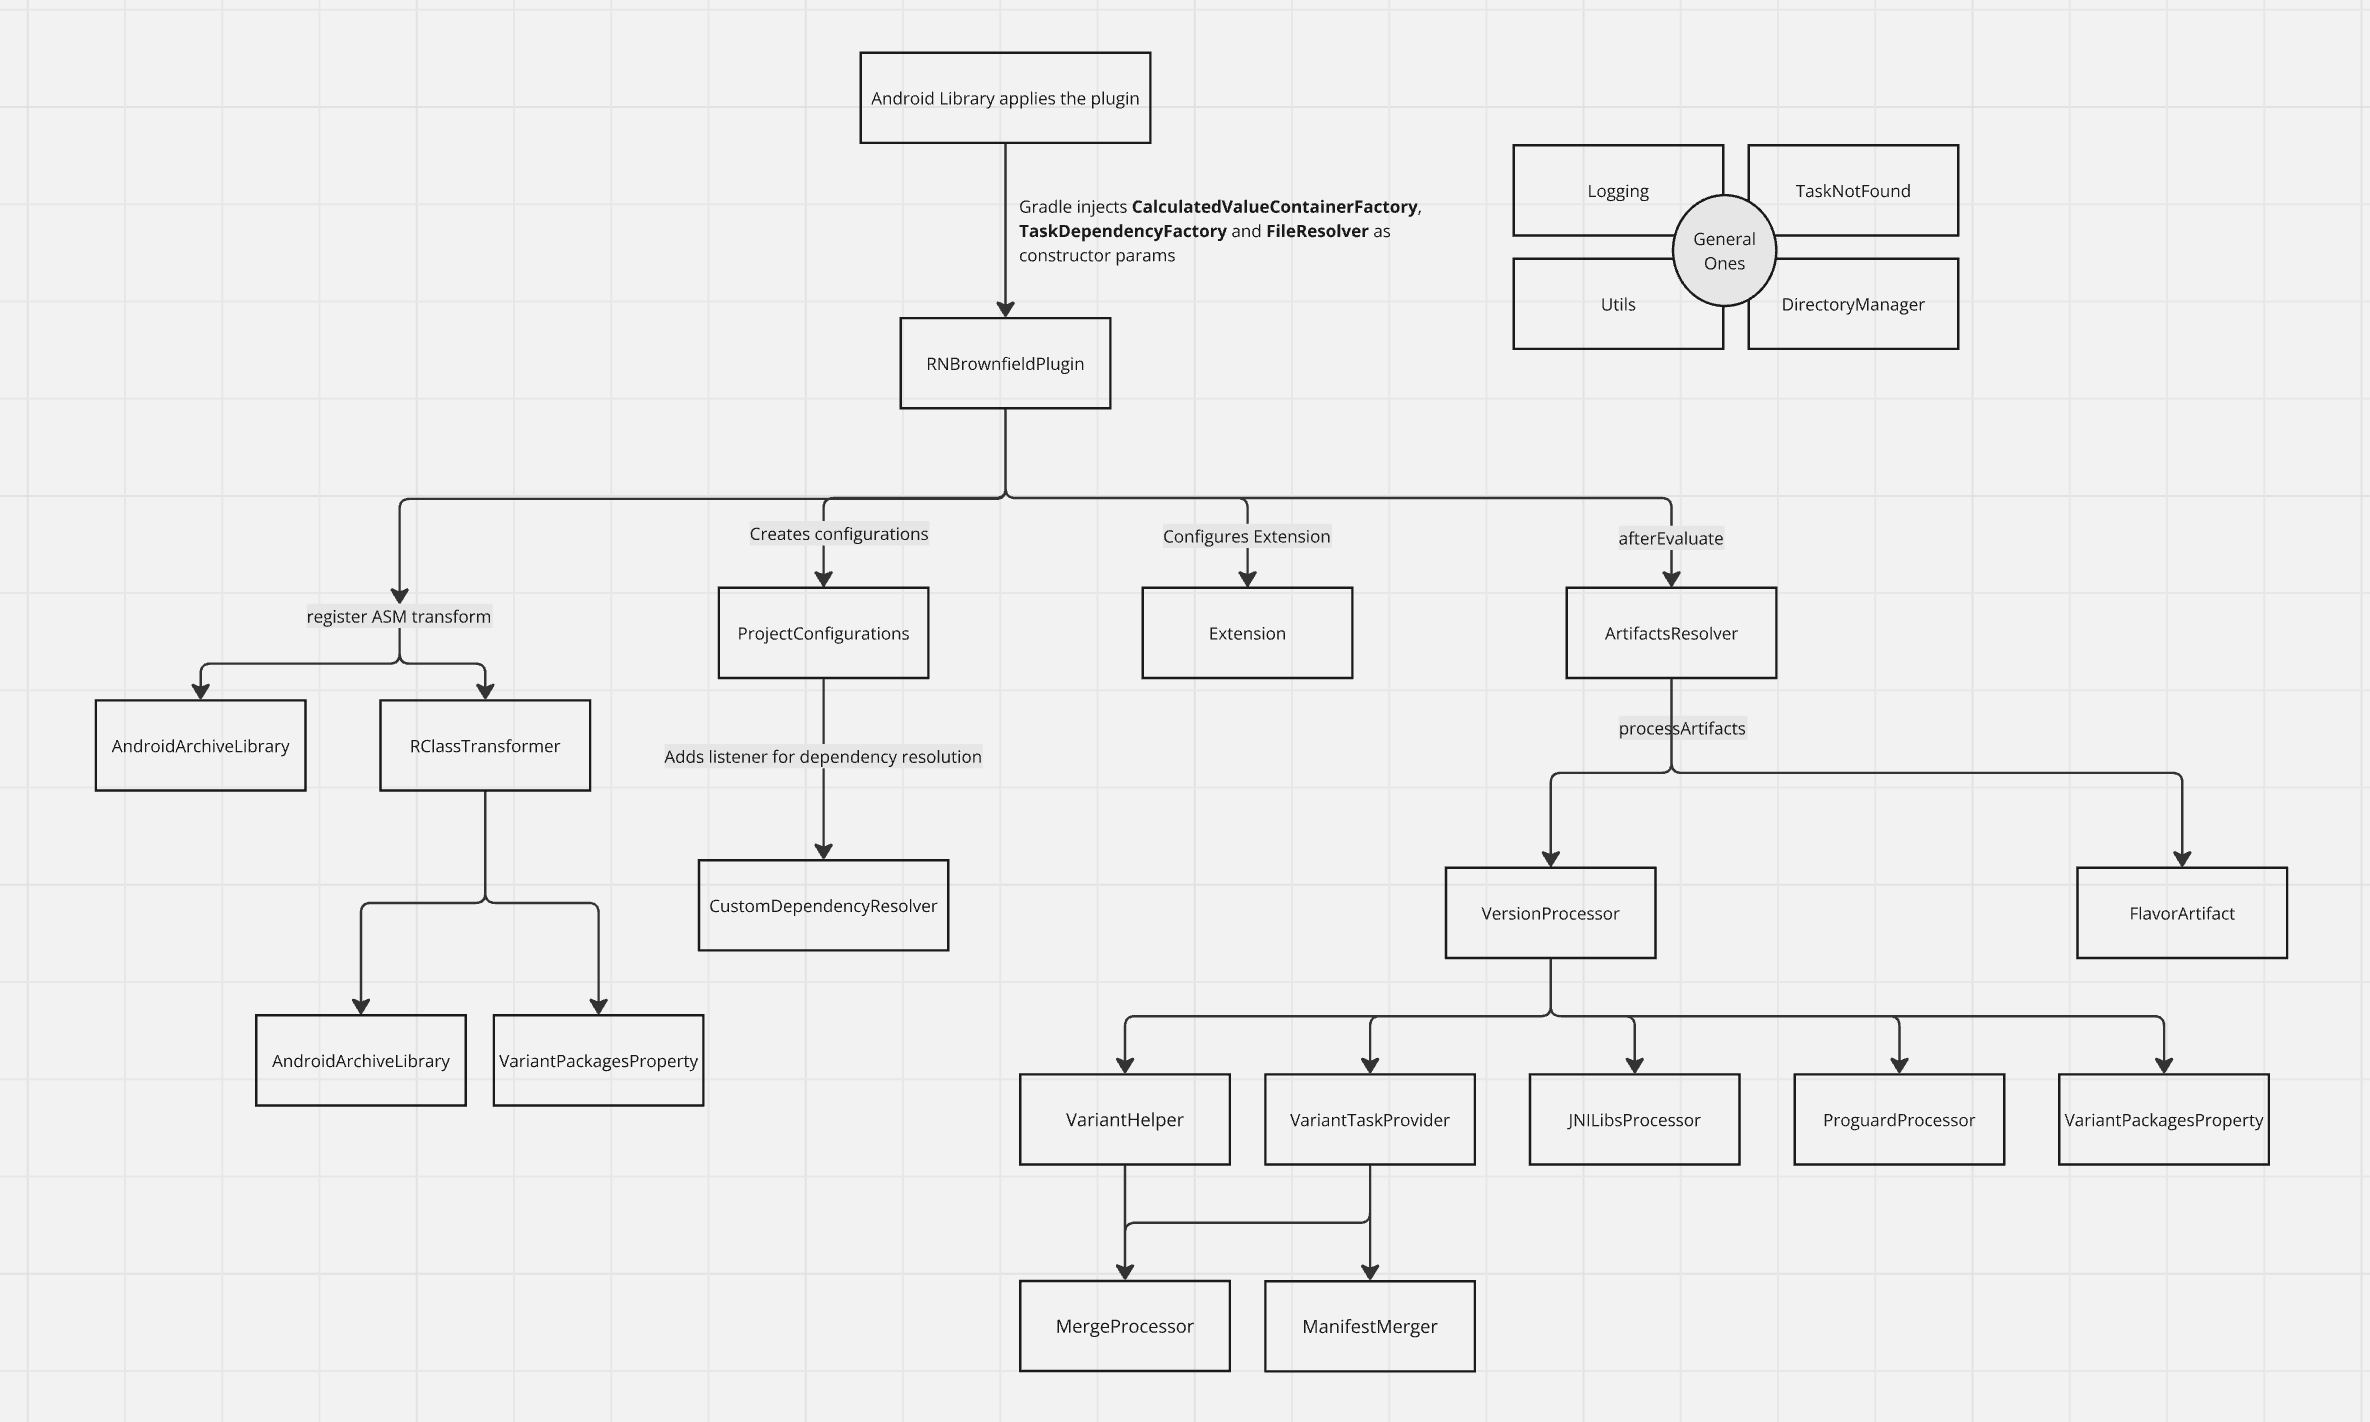 Android Library applies the plugin
Gradle injects CalculatedValueContainerFactory,
TaskDependencyFactory and FileResolver as
constructor params
Logging
TaskNotFound
General
Ones
Utils
DirectoryManager
RNBrownfieldPlugin
Creates configurations
Configures Extension
afterEvaluate
register ASM transform
ProjectConfigurations
Extension
ArtifactsResolver
AndroidArchiveLibrary
RClassTransformer
Adds listener for dependency resolution
processArtifacts
CustomDependencyResolver
VersionProcessor
FlavorArtifact
AndroidArchiveLibrary
VariantPackagesProperty
VariantHelper
VariantTaskProvider
JNILibsProcessor
ProguardProcessor
VariantPackagesProperty
MergeProcessor
ManifestMerger